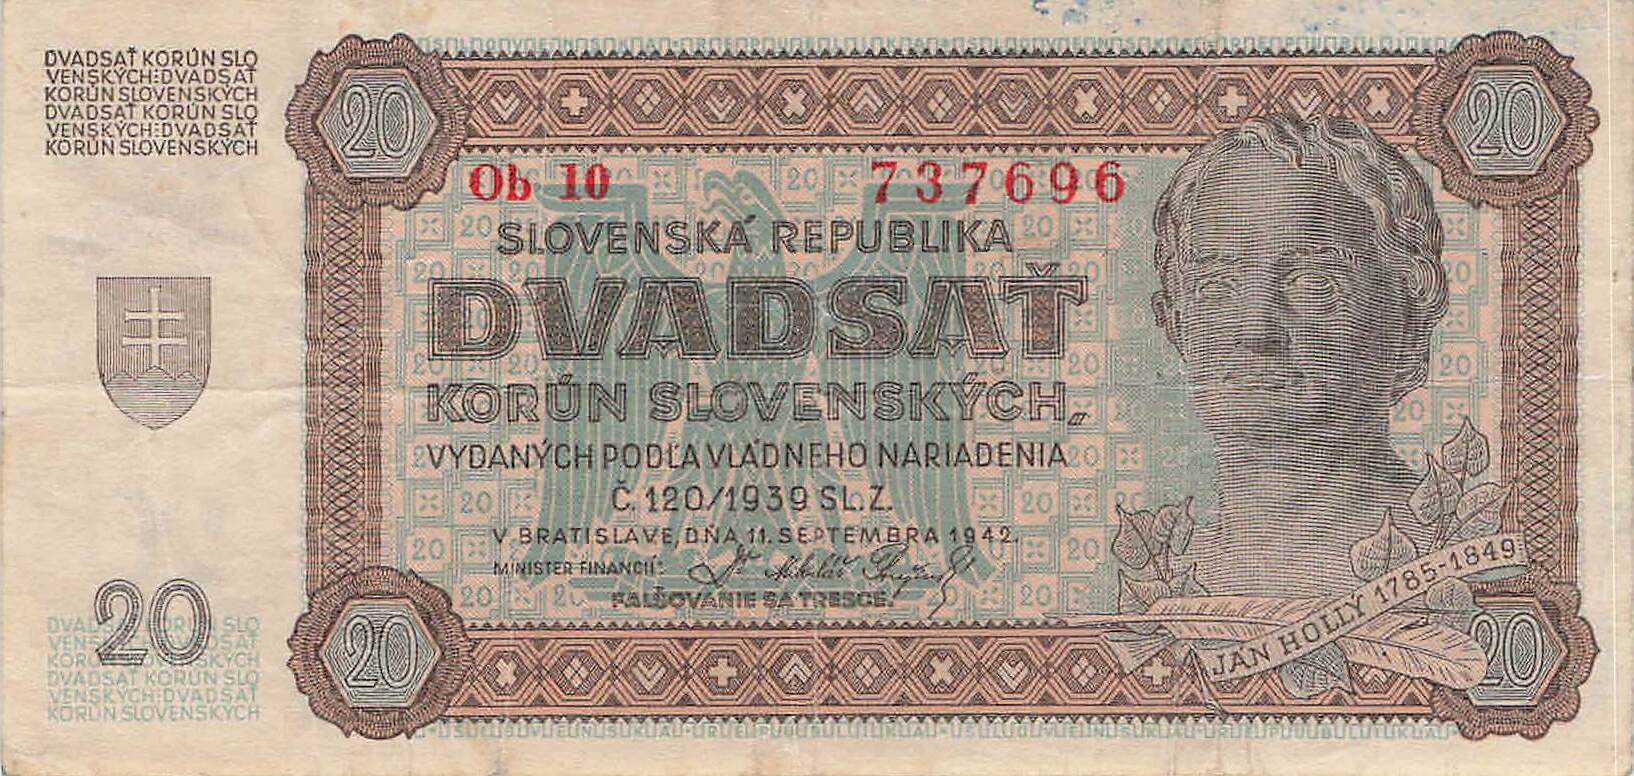 DVADSAŤ KORÚN SLO
VENSKÝCH:DVADSAŤ
KORÚN SLOVENSKÝCH
DVADSAŤ KORÚN SLO
VENSKÝCH:DVADSAŤ
KORÚN SLOVENSKÝCH
20
20
Ob 10
737696
SLOVENSKÁ REPUBLIKA
DVADSAŤ
KORÚN SLOVENSKÝCH,
VYDANÝCH PODĽA VLÁDNEHO NARIADENIA
Č. 120/1939 SL. Z.
V BRATISLAVE, DŇA 11. SEPTEMBRA 1942.
MINISTER FINANCIÍ:
FALŠOVANIE SA TRESCE.
JÁN HOLLÝ 1785-1849
20
DVADSAŤ KORÚN SLO
VENSKÝCH:DVADSAŤ
KORÚN SLOVENSKÝCH
DVADSAŤ KORÚN SLO
VENSKÝCH:DVADSAŤ
KORÚN SLOVENSKÝCH
20
20